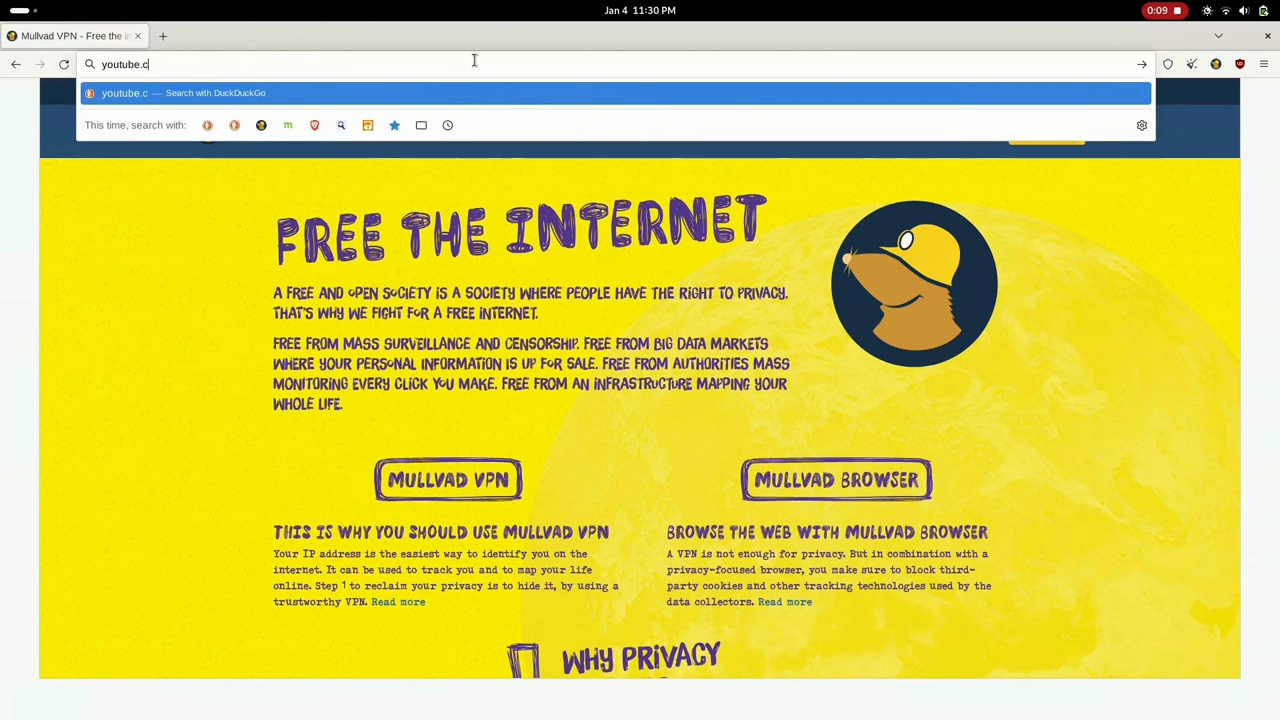 Jan 4 11:30 PM
0:09
Mullvad VPN - Free the in
youtube.c
youtube.c — Search with DuckDuckGo
This time, search with:
FREE THE INTERNET
A FREE AND OPEN SOCIETY IS A SOCIETY WHERE PEOPLE HAVE THE RIGHT TO PRIVACY.
THAT'S WHY WE FIGHT FOR A FREE INTERNET.
FREE FROM MASS SURVEILLANCE AND CENSORSHIP. FREE FROM BIG DATA MARKETS
WHERE YOUR PERSONAL INFORMATION IS UP FOR SALE. FREE FROM AUTHORITIES MASS
MONITORING EVERY CLICK YOU MAKE. FREE FROM AN INFRASTRUCTURE MAPPING YOUR
WHOLE LIFE.
MULLVAD VPN
THIS IS WHY YOU SHOULD USE MULLVAD VPN
Your IP address is the easiest way to identify you on the
internet. It can be used to track you and to map your life
online. Step 1 to reclaim your privacy is to hide it, by using a
trustworthy VPN. Read more
MULLVAD BROWSER
BROWSE THE WEB WITH MULLVAD BROWSER
A VPN is not enough for privacy. But in combination with a
privacy-focused browser, you make sure to block third-
party cookies and other tracking technologies used by the
data collectors. Read more
WHY PRIVACY